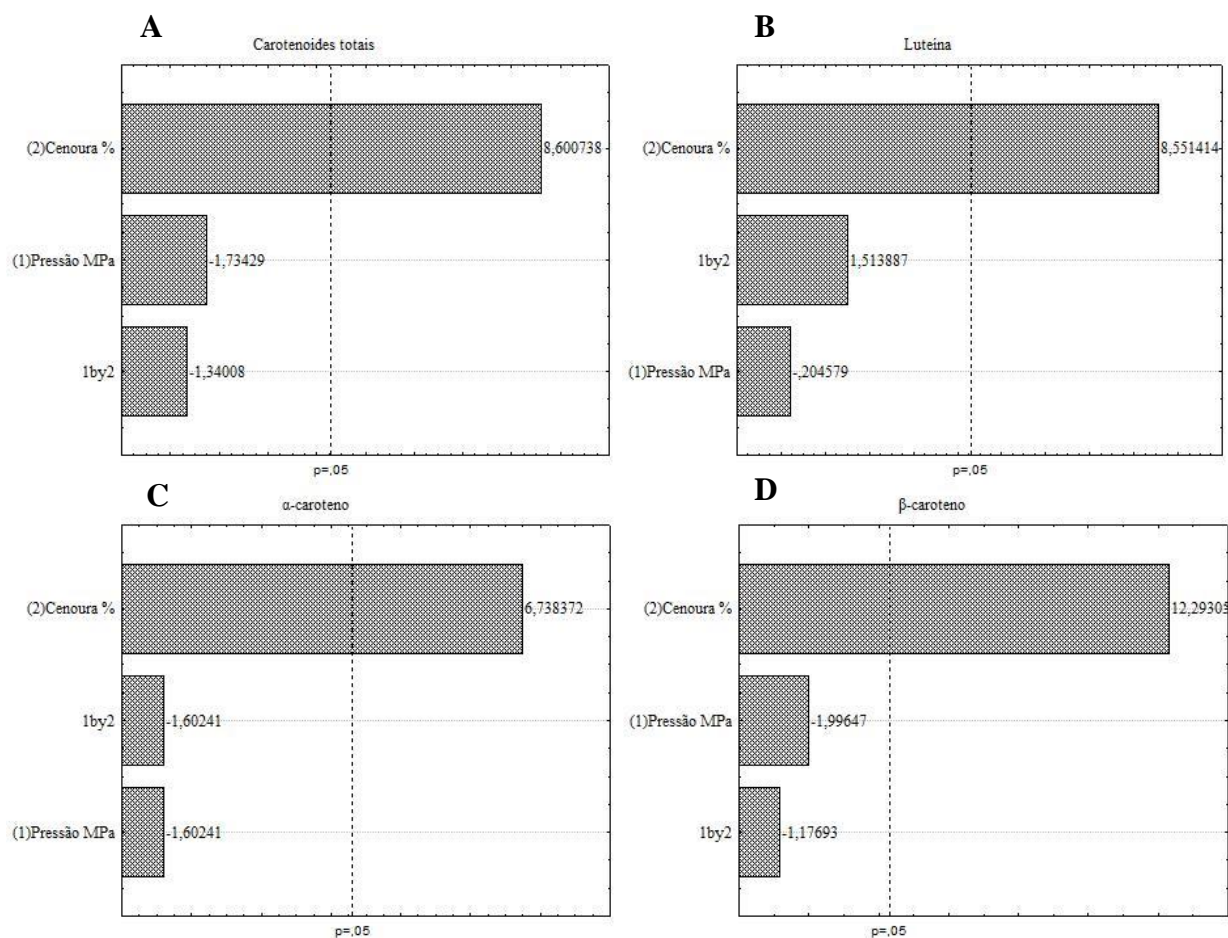 A
Carotenoides totais
(2)Cenoura %
8,600738
(1)Pressão MPa
-1,73429
1by2
-1,34008
p=,05
B
Luteina
(2)Cenoura %
8,551414
1by2
1,513887
(1)Pressão MPa
-,204579
p=,05
C
α-caroteno
(2)Cenoura %
6,738372
1by2
-1,60241
(1)Pressão MPa
-1,60241
p=,05
D
β-caroteno
(2)Cenoura %
12,29305
(1)Pressão MPa
-1,99647
1by2
-1,17693
p=,05